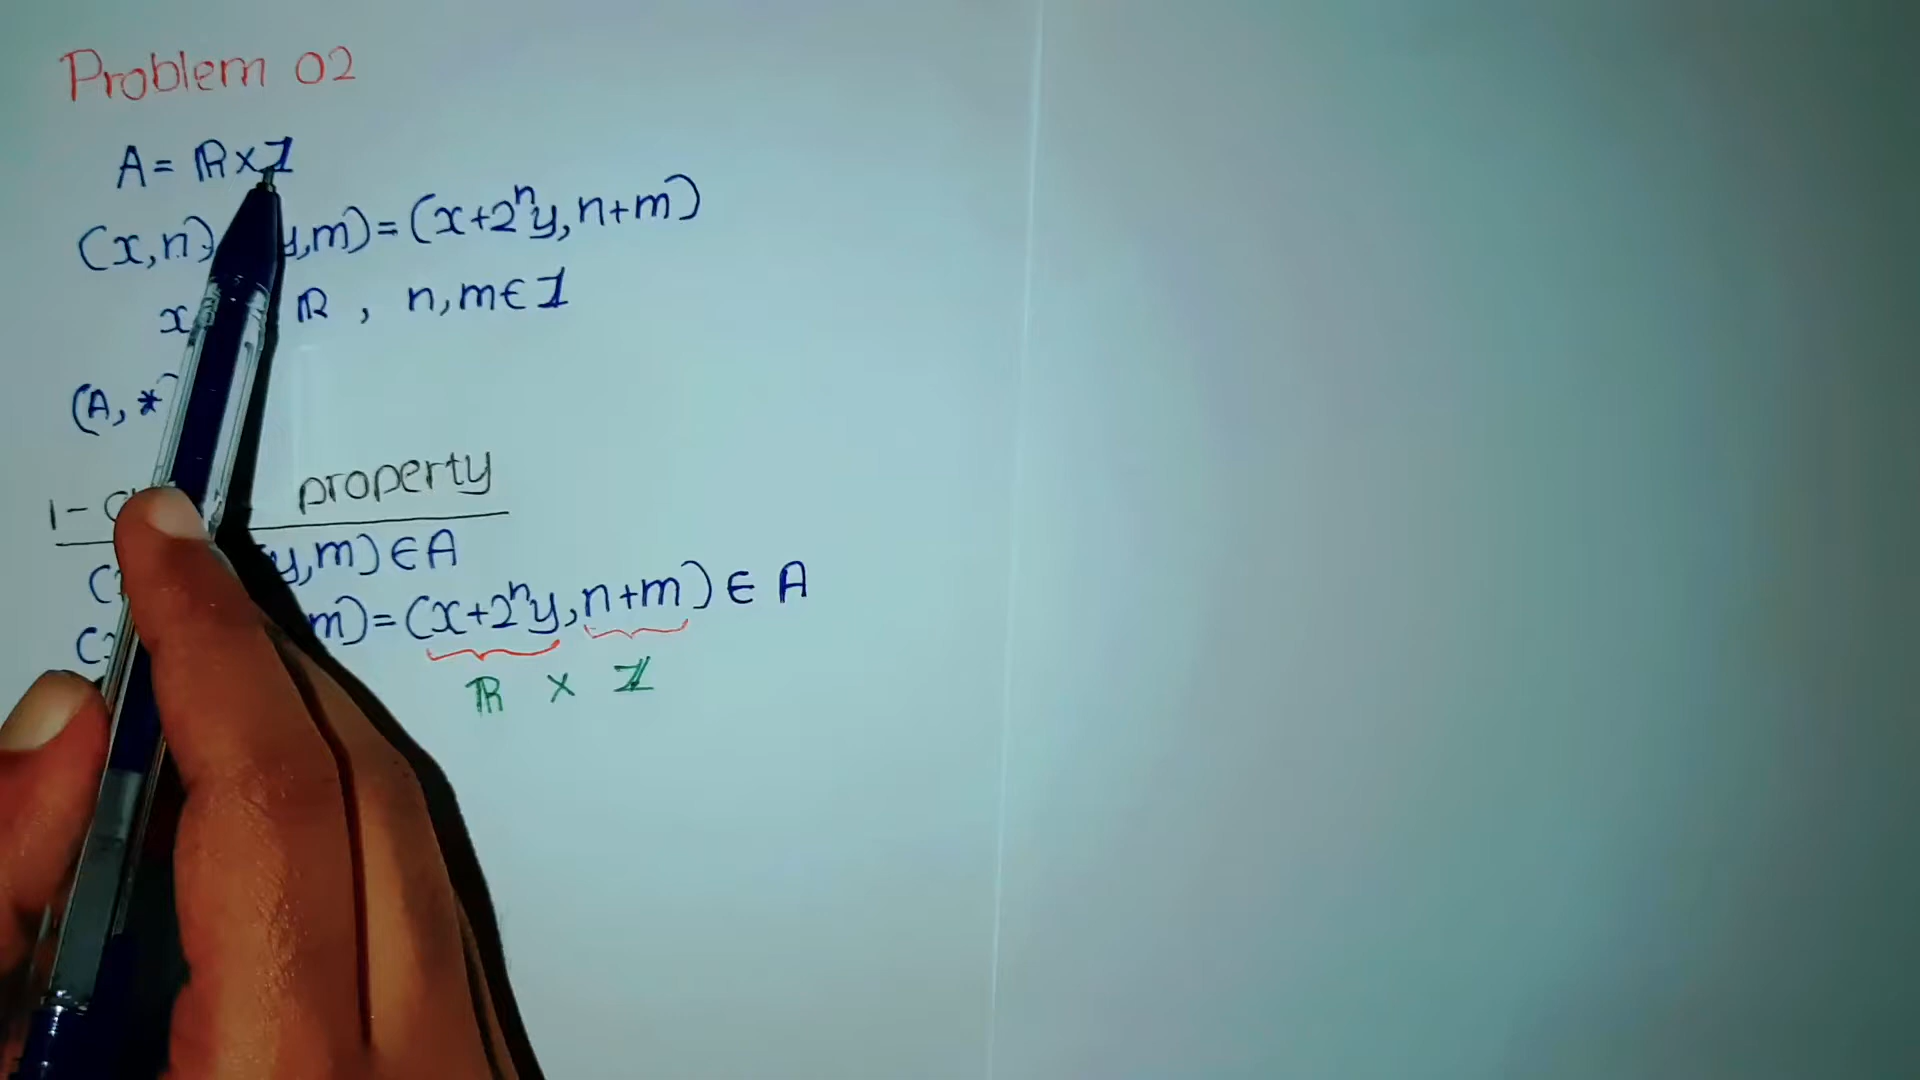 Problem 02
A = ℝ×ℤ
(x,n) y,m) = (x+2ⁿy, n+m)
x ℝ , n,m∈ℤ
(A, *
1- property
y,m) ∈ A
m) = (x+2ⁿy, n+m) ∈ A
ℝ × ℤ